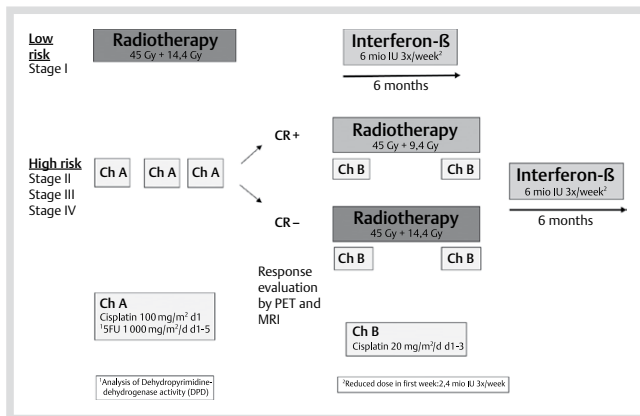 Low
risk
Stage I
Radiotherapy
45 Gy + 14,4 Gy
Interferon-ß
6 mio IU 3x/week²
6 months
High risk
Stage II
Stage III
Stage IV
Ch A
Ch A
Ch A
CR +
Radiotherapy
45 Gy + 9,4 Gy
Ch B
Ch B
CR –
Radiotherapy
45 Gy + 14,4 Gy
Ch B
Ch B
Interferon-ß
6 mio IU 3x/week²
6 months
Response
evaluation
by PET and
MRI
Ch A
Cisplatin 100 mg/m² d1
¹5FU 1 000 mg/m²/d d1-5
Ch B
Cisplatin 20 mg/m²/d d1-3
¹Analysis of Dehydropyrimidine-
dehydrogenase activity (DPD)
²Reduced dose in first week:2,4 mio IU 3x/week